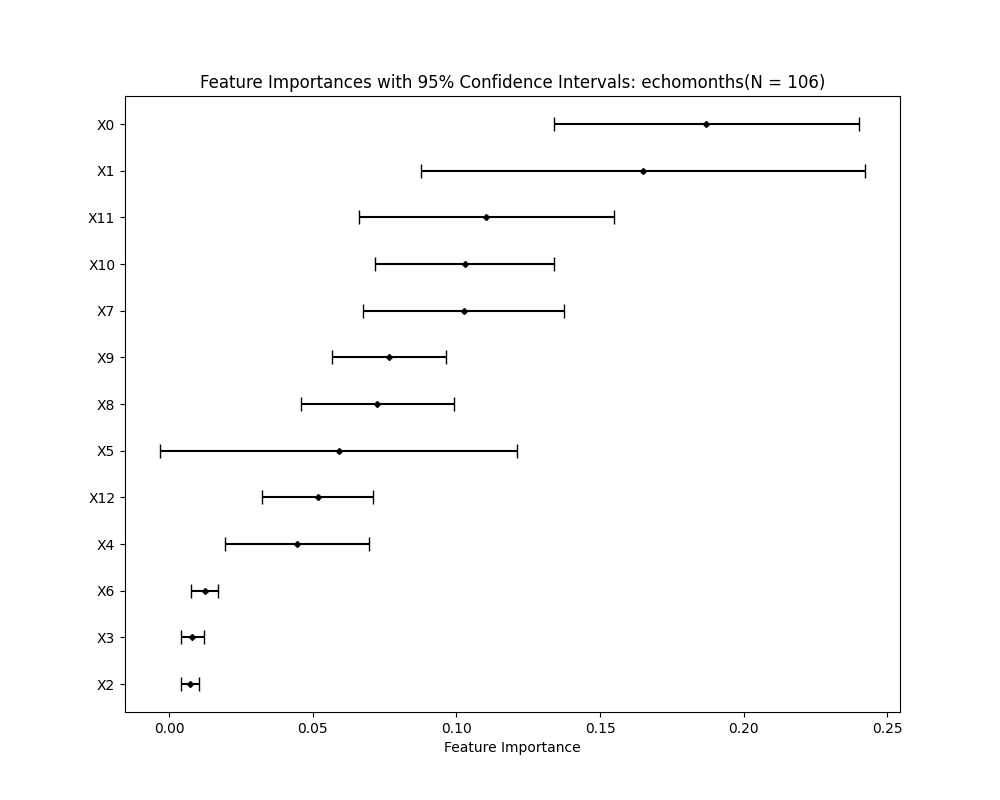 Feature Importances with 95% Confidence Intervals: echomonths(N = 106)
X0
X1
X11
X10
X7
X9
X8
X5
X12
X4
X6
X3
X2
0.00 0.05 0.10 0.15 0.20 0.25
Feature Importance